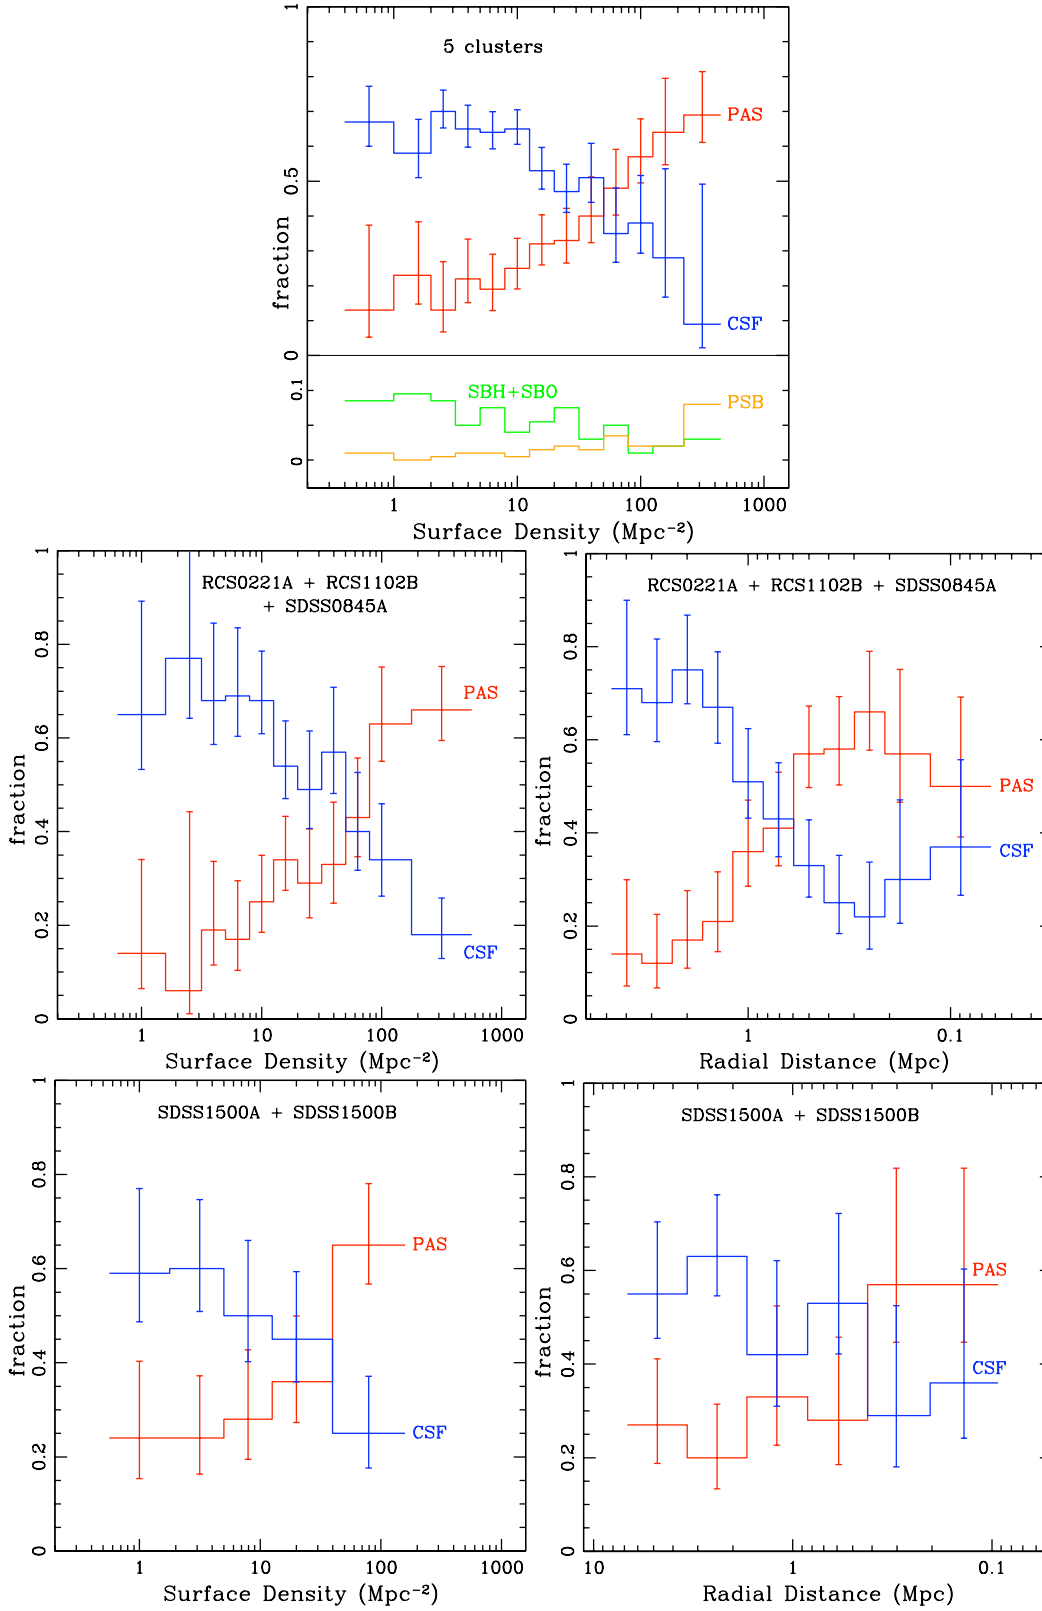 5 clusters
1
0.5
0
0.1
0
fraction
PAS
CSF
SBH+SBO
PSB
1 10 100 1000
Surface Density (Mpc⁻²)
RCS0221A + RCS1102B
+ SDSS0845A
1
0.8
0.6
0.4
0.2
0
fraction
PAS
CSF
1 10 100 1000
Surface Density (Mpc⁻²)
RCS0221A + RCS1102B + SDSS0845A
1
0.8
0.6
0.4
0.2
0
fraction
PAS
CSF
1 0.1
Radial Distance (Mpc)
SDSS1500A + SDSS1500B
1
0.8
0.6
0.4
0.2
0
fraction
PAS
CSF
1 10 100 1000
Surface Density (Mpc⁻²)
SDSS1500A + SDSS1500B
1
0.8
0.6
0.4
0.2
0
fraction
PAS
CSF
10 1 0.1
Radial Distance (Mpc)